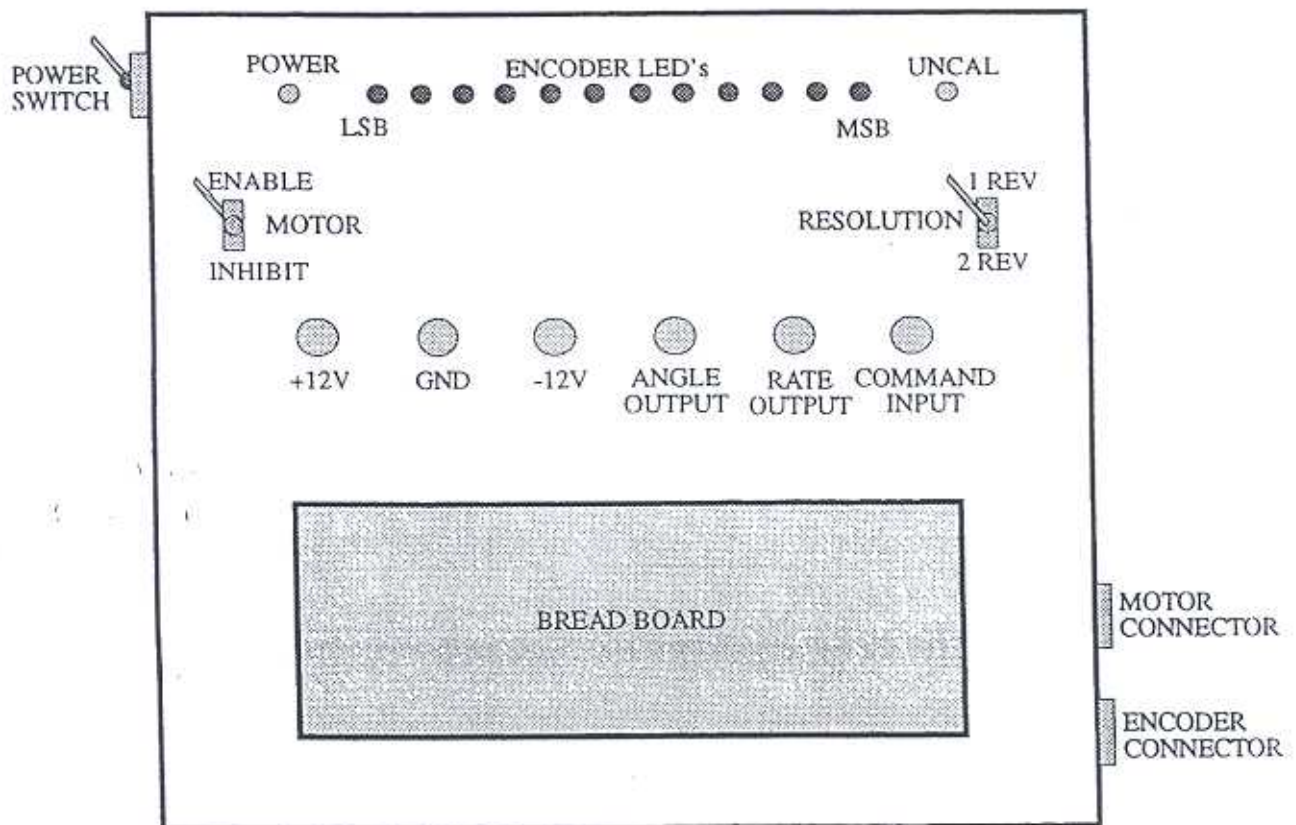 POWER
SWITCH
POWER
ENCODER LED's
UNCAL
LSB
MSB
ENABLE
MOTOR
INHIBIT
1 REV
RESOLUTION
2 REV
+12V
GND
-12V
ANGLE
OUTPUT
RATE
OUTPUT
COMMAND
INPUT
BREAD BOARD
MOTOR
CONNECTOR
ENCODER
CONNECTOR